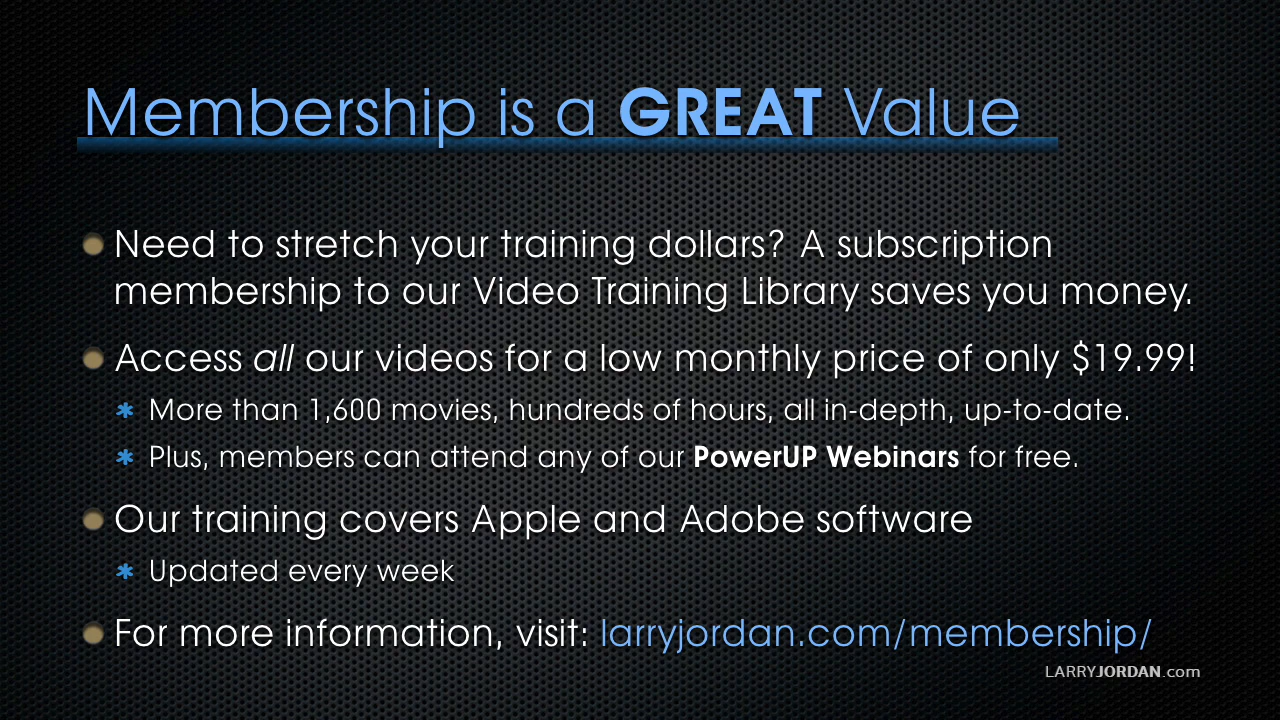 Membership is a GREAT Value
Need to stretch your training dollars? A subscription
membership to our Video Training Library saves you money.
Access all our videos for a low monthly price of only $19.99!
More than 1,600 movies, hundreds of hours, all in-depth, up-to-date.
Plus, members can attend any of our PowerUP Webinars for free.
Our training covers Apple and Adobe software
Updated every week
For more information, visit: larryjordan.com/membership/
LARRYJORDAN.com